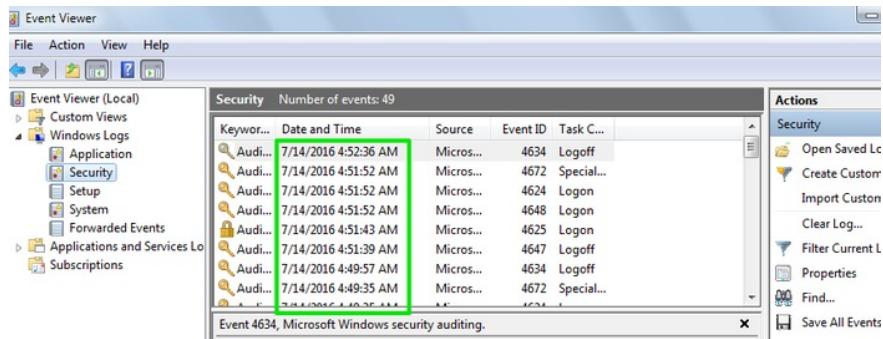 Event Viewer
File Action View Help
Event Viewer (Local)
Custom Views
Windows Logs
Application
Security
Setup
System
Forwarded Events
Applications and Services Lo
Subscriptions
Security Number of events: 49
Keywor... Date and Time Source Event ID Task C...
Audi... 7/14/2016 4:52:36 AM Micros... 4634 Logoff
Audi... 7/14/2016 4:51:52 AM Micros... 4672 Special...
Audi... 7/14/2016 4:51:52 AM Micros... 4624 Logon
Audi... 7/14/2016 4:51:52 AM Micros... 4648 Logon
Audi... 7/14/2016 4:51:43 AM Micros... 4625 Logon
Audi... 7/14/2016 4:51:39 AM Micros... 4647 Logoff
Audi... 7/14/2016 4:49:57 AM Micros... 4634 Logoff
Audi... 7/14/2016 4:49:35 AM Micros... 4672 Special...
Event 4634, Microsoft Windows security auditing.
Actions
Security
Open Saved Lo
Create Custom
Import Custom
Clear Log...
Filter Current L
Properties
Find...
Save All Events